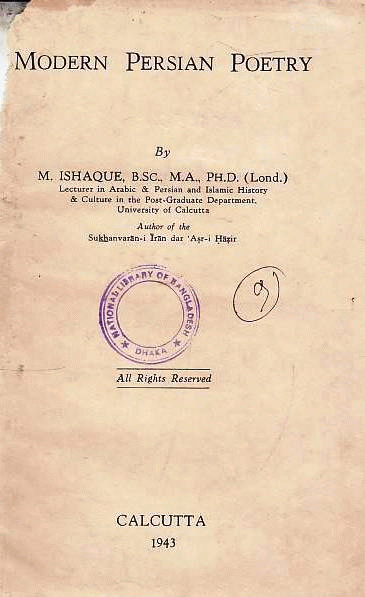 MODERN PERSIAN POETRY
By
M. ISHAQUE, B.SC., M.A., PH.D. (Lond.)
Lecturer in Arabic & Persian and Islamic History
& Culture in the Post-Graduate Department,
University of Calcutta
Author of the
Sukhanvarān-i Īrān dar 'Aṣr-i Ḥāẓir
NATIONAL LIBRARY OF BANGLADESH
★ DHAKA ★
All Rights Reserved
CALCUTTA
1943